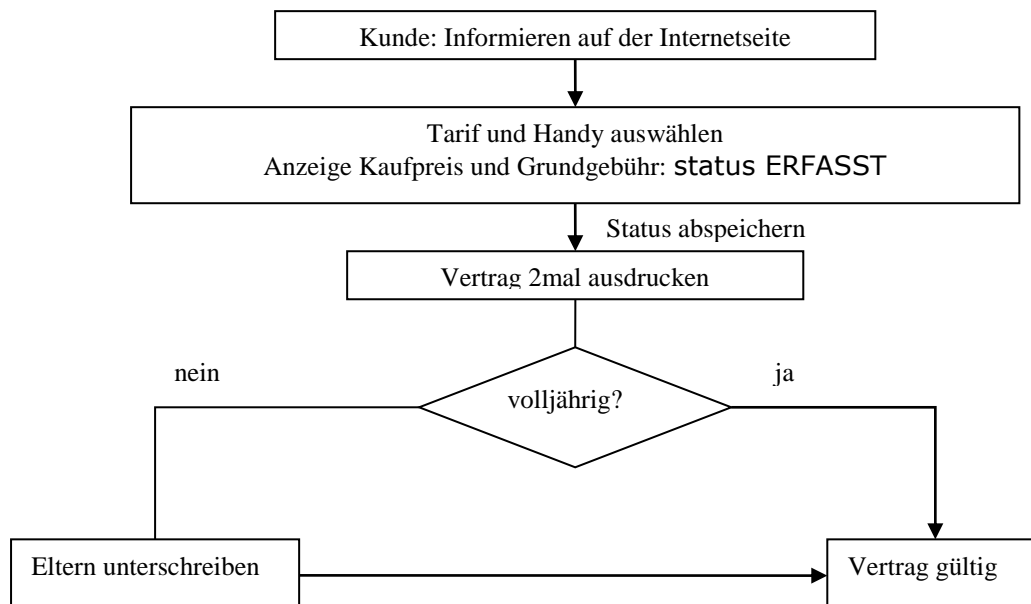 Kunde: Informieren auf der Internetseite
Tarif und Handy auswählen
Anzeige Kaufpreis und Grundgebühr: status ERFASST
Status abspeichern
Vertrag 2mal ausdrucken
nein
ja
volljährig?
Eltern unterschreiben
Vertrag gültig